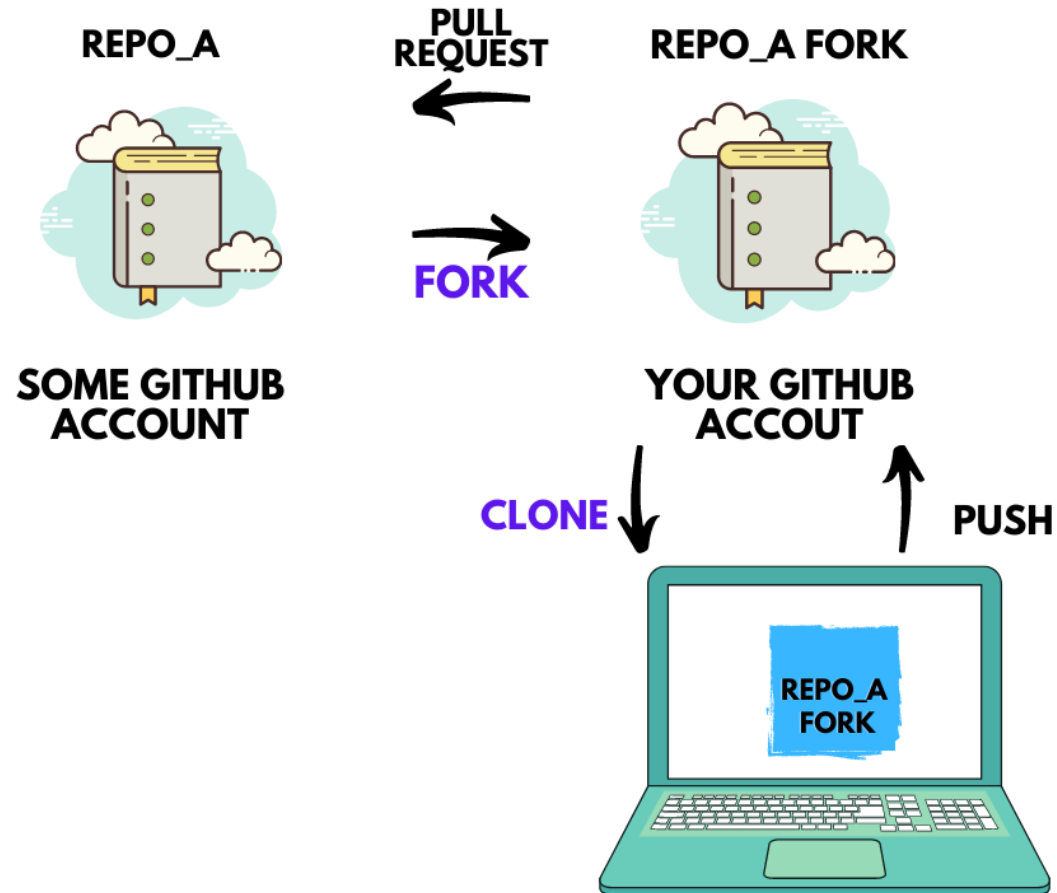 REPO_A
PULL
REQUEST
REPO_A FORK
FORK
SOME GITHUB
ACCOUNT
YOUR GITHUB
ACCOUT
CLONE
PUSH
REPO_A
FORK